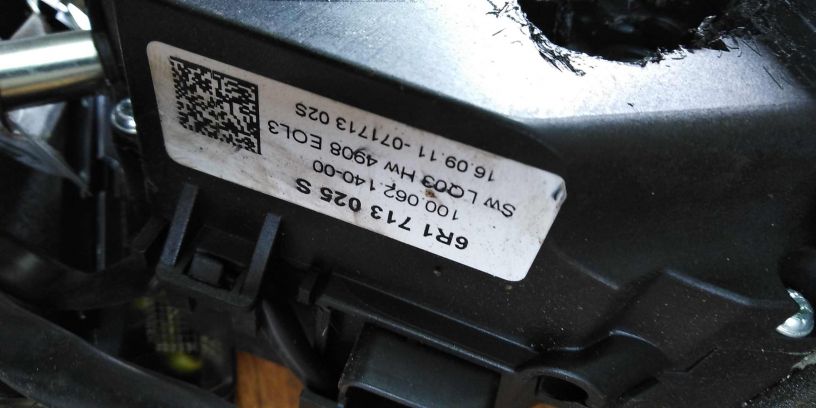 6R1 713 025 S
100.062.140-00
SW LQ03 HW 4908 EOL3
16.09.11 -071713 02S